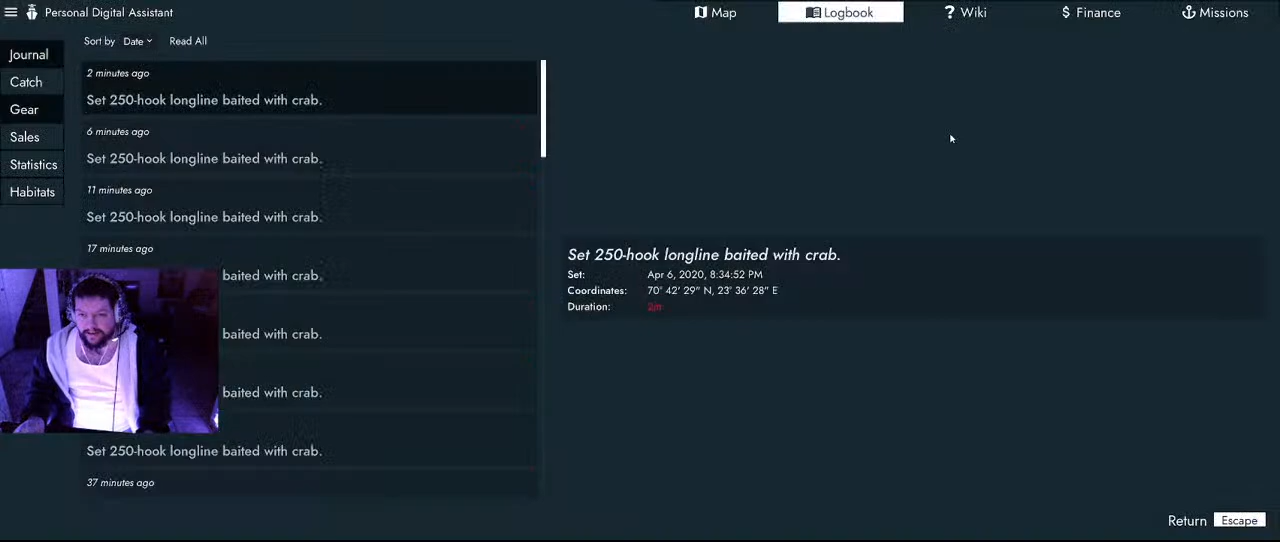 Personal Digital Assistant
Map
Logbook
? Wiki
$ Finance
Missions
Journal
Catch
Gear
Sales
Statistics
Habitats
Sort by Date
Read All
2 minutes ago
Set 250-hook longline baited with crab.
6 minutes ago
Set 250-hook longline baited with crab.
11 minutes ago
Set 250-hook longline baited with crab.
17 minutes ago
baited with crab.
baited with crab.
baited with crab.
Set 250-hook longline baited with crab.
37 minutes ago
Set 250-hook longline baited with crab.
Set: Apr 6, 2020, 8:34:52 PM
Coordinates: 70° 42' 29" N, 23° 36' 28" E
Duration: 2m
Return Escape